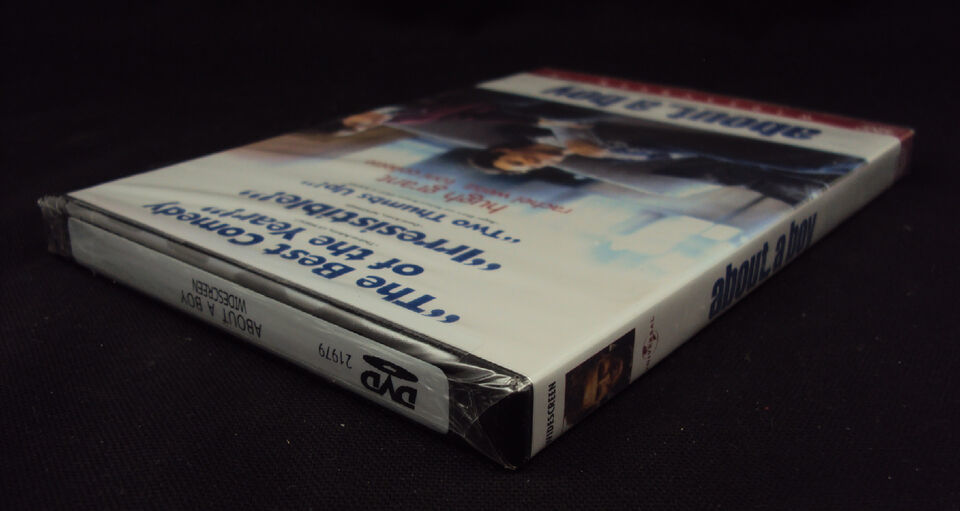 about a boy
hugh grant
"Two Thumbs Up!"
"Irresistible!"
"The Best Comedy
of the Year!"
about a boy
UNIVERSAL
WIDESCREEN
ABOUT A BOY
WIDESCREEN
21979
DVD